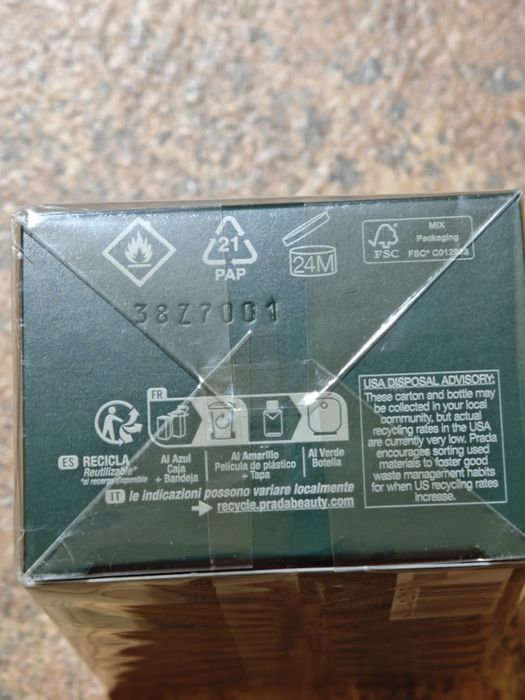 21
PAP
24M
FSC
MIX
Packaging
38Z7001
FR
ES RECICLA
Reutilizable*
*si recargo disponible
Al Azul
Caja
+ Bandeja
Al Amarillo
Película de plástico
+ Tapa
Al Verde
Botella
IT le indicazioni possono variare localmente
recycle.pradabeauty.com
USA DISPOSAL ADVISORY:
These carton and bottle may
be collected in your local
community, but actual
recycling rates in the USA
are currently very low. Prada
encourages sorting used
materials to foster good
waste management habits
for when US recycling rates
increase.